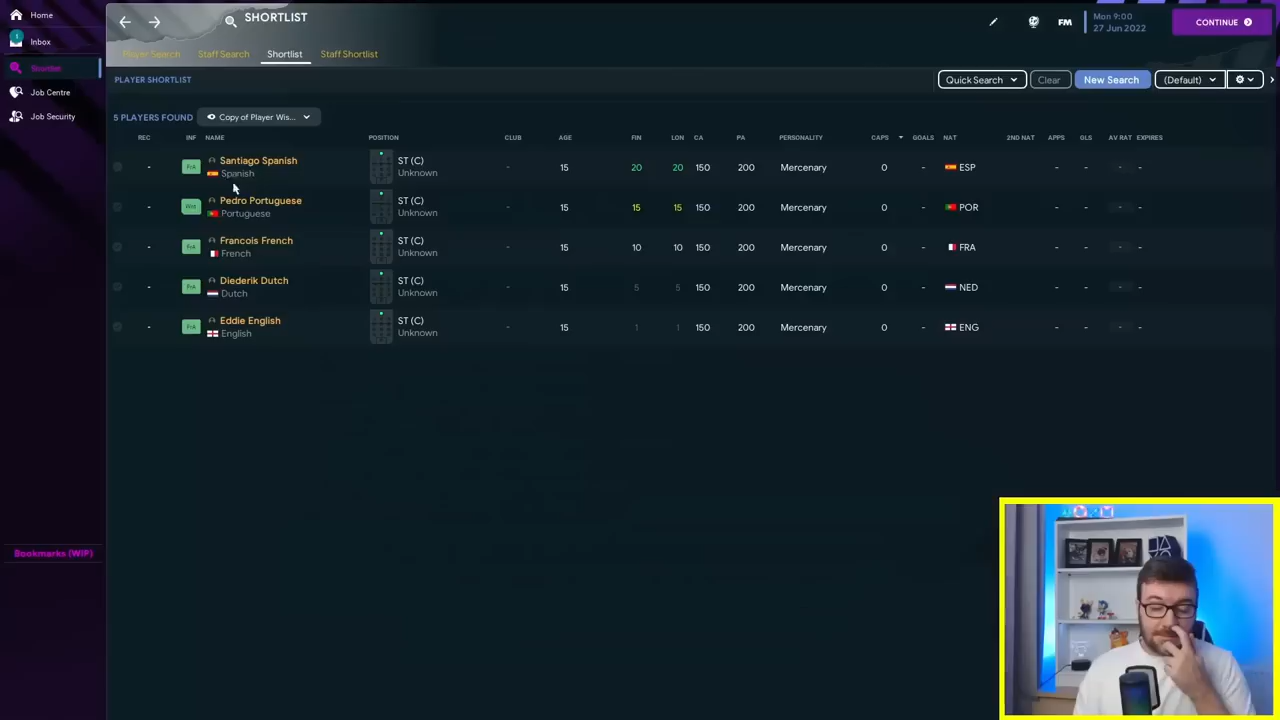 Home
SHORTLIST
FM
Mon 9:00
27 Jun 2022
CONTINUE
1
Inbox
Player Search
Staff Search
Shortlist
Staff Shortlist
Job Centre
Job Security
PLAYER SHORTLIST
Quick Search
Clear
New Search
(Default)
5 PLAYERS FOUND
Copy of Player Wis...
REC INF NAME POSITION CLUB AGE FIN LON CA PA PERSONALITY CAPS GOALS NAT 2ND NAT APPS GLS AV RAT EXPIRES
- PrA Santiago Spanish ST (C) - 15 20 20 150 200 Mercenary 0 - ESP - - - -
Spanish Unknown
- Wnt Pedro Portuguese ST (C) - 15 15 15 150 200 Mercenary 0 - POR - - - -
Portuguese Unknown
- PrA Francois French ST (C) - 15 10 10 150 200 Mercenary 0 - FRA - - - -
French Unknown
- PrA Diederik Dutch ST (C) - 15 5 5 150 200 Mercenary 0 - NED - - - -
Dutch Unknown
- PrA Eddie English ST (C) - 15 1 1 150 200 Mercenary 0 - ENG - - - -
English Unknown
Bookmarks (WIP)